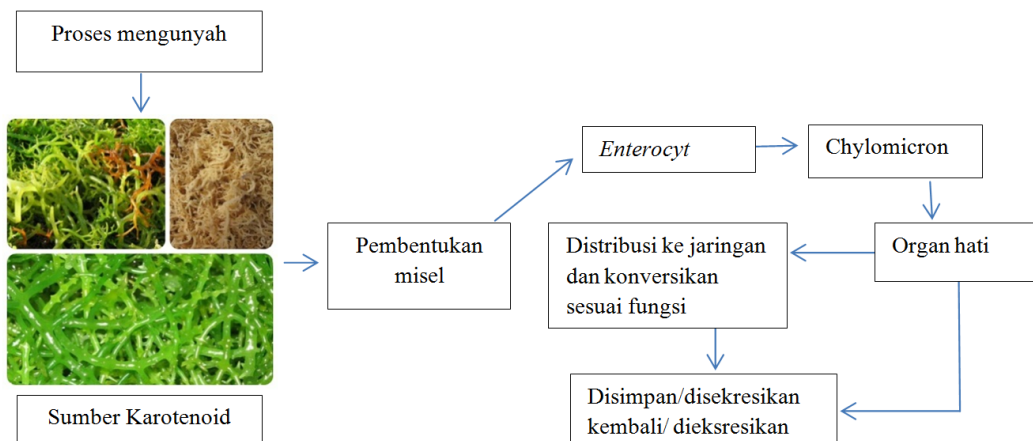 Proses mengunyah
Sumber Karotenoid
Pembentukan
misel
Enterocyt
Chylomicron
Organ hati
Distribusi ke jaringan
dan konversikan
sesuai fungsi
Disimpan/disekresikan
kembali/ dieksresikan